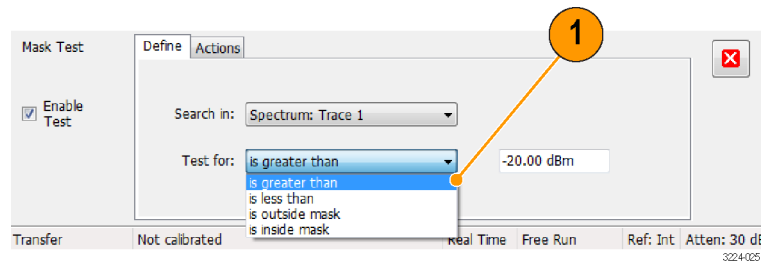 1
Mask Test
Define
Actions
Enable
Test
Search in:
Spectrum: Trace 1
Test for:
is greater than
-20.00 dBm
is greater than
is less than
is outside mask
is inside mask
Transfer
Not calibrated
Real Time
Free Run
Ref: Int
Atten: 30 dB
3224-025